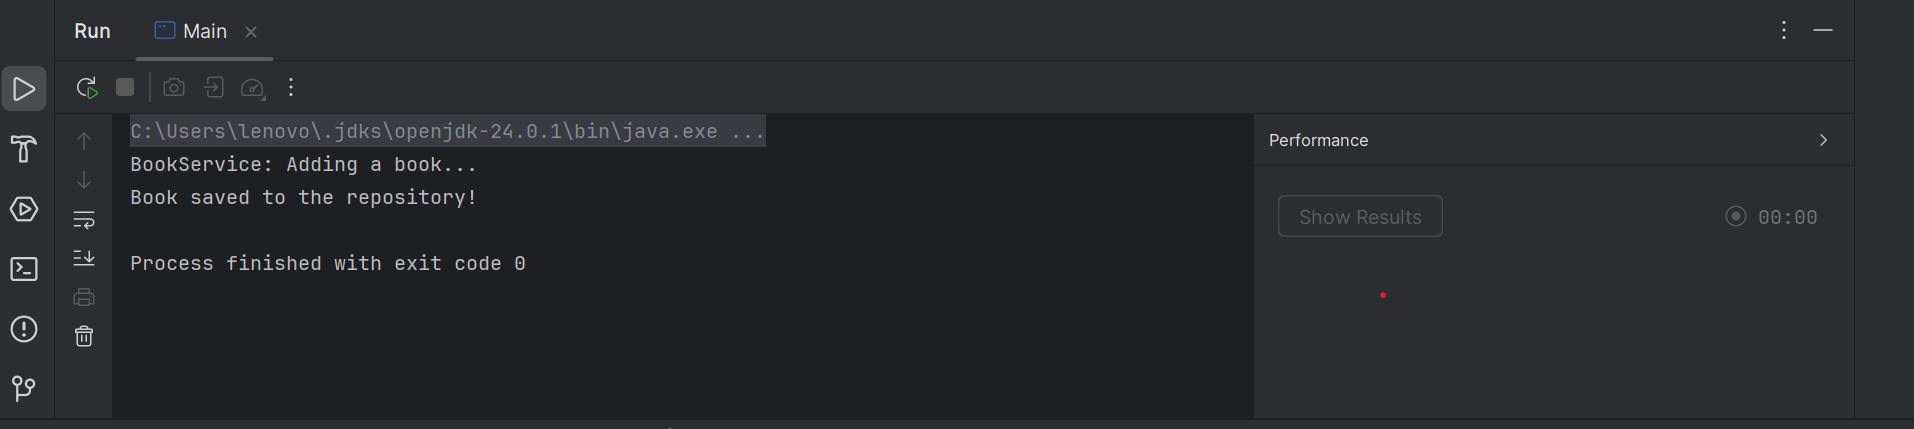 Run Main
C:\Users\lenovo\.jdks\openjdk-24.0.1\bin\java.exe ...
BookService: Adding a book...
Book saved to the repository!
Process finished with exit code 0
Performance
Show Results 00:00